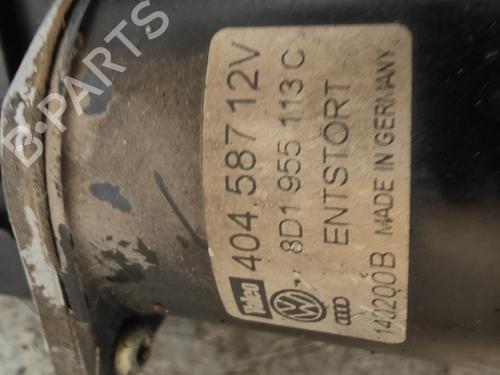 Valeo 404 587 12V
8D1 955 113 C
ENTSTORT
140200B MADE IN GERMANY
B-PARTS